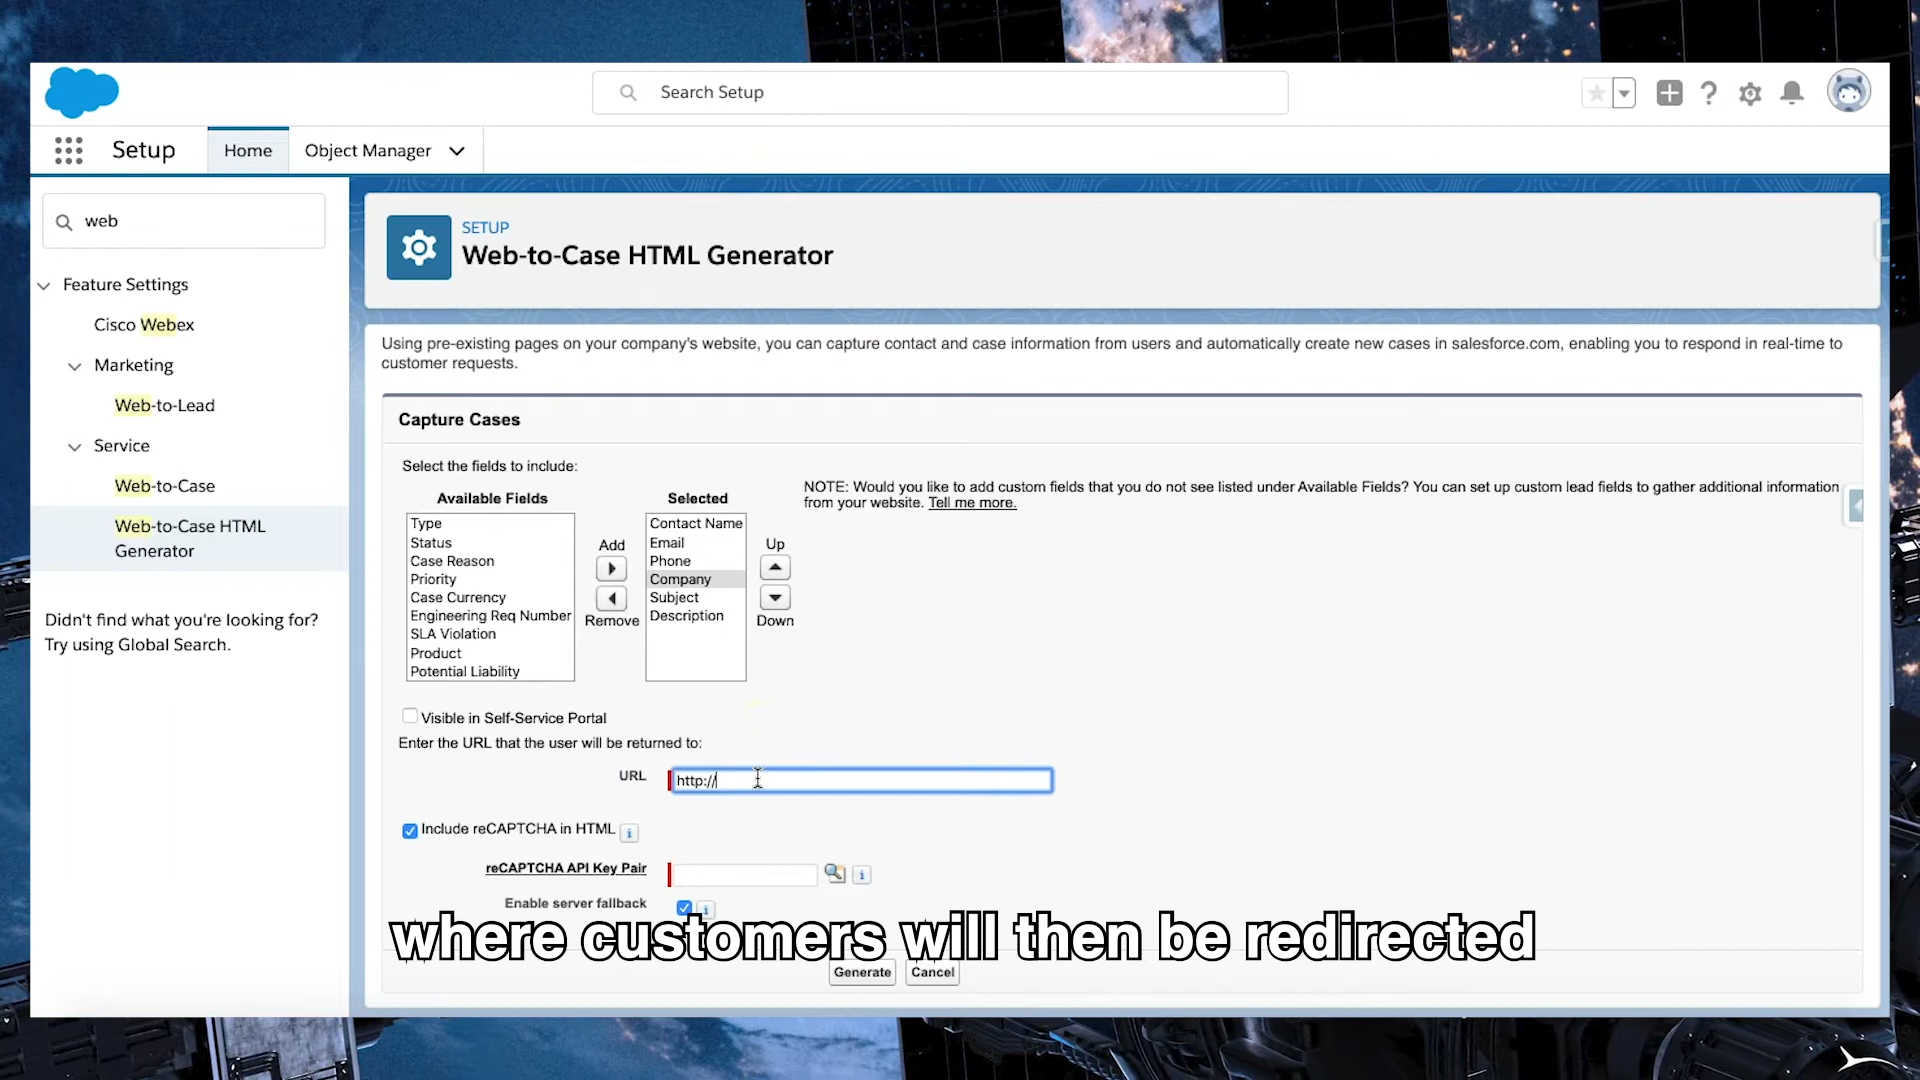 Search Setup
Setup
Home
Object Manager
web
Feature Settings
Cisco Webex
Marketing
Web-to-Lead
Service
Web-to-Case
Web-to-Case HTML
Generator
Didn't find what you're looking for?
Try using Global Search.
SETUP
Web-to-Case HTML Generator
Using pre-existing pages on your company's website, you can capture contact and case information from users and automatically create new cases in salesforce.com, enabling you to respond in real-time to
customer requests.
Capture Cases
Select the fields to include:
Available Fields
Type
Status
Case Reason
Priority
Case Currency
Engineering Req Number
SLA Violation
Product
Potential Liability
Add
Remove
Selected
Contact Name
Email
Phone
Company
Subject
Description
Up
Down
NOTE: Would you like to add custom fields that you do not see listed under Available Fields? You can set up custom lead fields to gather additional information
from your website. Tell me more.
Visible in Self-Service Portal
Enter the URL that the user will be returned to:
URL
http://
Include reCAPTCHA in HTML
reCAPTCHA API Key Pair
Enable server fallback
where customers will then be redirected
Generate
Cancel